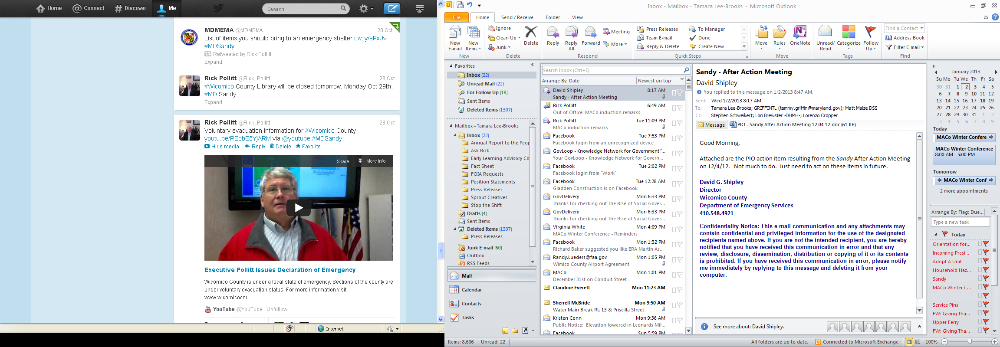 Home
Connect
Discover
Me
Search
MDMEMA @MDMEMA
28 Oct
List of items you should bring to an emergency shelter ow.ly/ePxUv
#MDSandy
Retweeted by Rick Pollitt
Expand
Rick Pollitt @Rick_Pollitt
28 Oct
#Wicomico County Library will be closed tomorrow, Monday Oct 29th.
#MD Sandy
Expand
Rick Pollitt @Rick_Pollitt
28 Oct
Voluntary evacuation information for #Wicomico County
youtu.be/REobE5YjARM via @youtube #MDSandy
Hide media Reply Delete Favorite
Share More info
Executive Pollitt Issues Declaration of Emergency
Wicomico County is under a local state of emergency. Sections of the county are
under voluntary evacuation status. For more information visit
www.wicomicocou...
YouTube @YouTube · Unfollow
Internet
Inbox - Mailbox - Tamara Lee-Brooks - Microsoft Outlook
File Home Send / Receive Folder View
New
E-mail
New
Items
New
Ignore
Clean Up
Junk
Delete
Delete
Reply
Reply
All
Forward
Meeting
More
Respond
Press Releases
Team E-mail
Reply & Delete
To Manager
Done
Create New
Quick Steps
Move
Rules
OneNote
Move
Unread/
Read
Categorize
Follow
Up
Tags
Find a Contact
Address Book
Filter E-mail
Find
Favorites
Inbox (22)
Unread Mail (22)
For Follow Up [18]
Sent Items
Deleted Items (1307)
Mailbox - Tamara Lee-Brooks
Inbox (22)
Annual Report to the Peop
Ask Rick
Early Learning Advisory Co
Fact Sheet
FOIA Requests
Position Statements
Press Releases
Sprout Creatives
Stop the Shift
Drafts [4]
Sent Items
Deleted Items (1307)
Press Releases
Junk E-mail [60]
Outbox
RSS Feeds
Mail
Calendar
Contacts
Tasks
Search Inbox (Ctrl+E)
Arrange By: Date Newest on top
David Shipley 8:17 AM
Sandy - After Action Meeting
Rick Pollitt 6:49 AM
Out of Office: MACo induction remarks
Rick Pollitt Tue 11:09 PM
MACo induction remarks
Facebook Tue 7:53 PM
Facebook login from an unrecognized device
GovLoop - Knowledge Network for Government T...
Your GovLoop - Knowledge Network for Govern...
Facebook Tue 2:02 PM
Facebook login from "Work"
Facebook Tue 12:28 AM
Gladden Construction is on Facebook
GovDelivery Mon 6:33 PM
Thanks for checking out The Rise of Social Gover...
GovDelivery Mon 6:33 PM
Thanks for checking out The Rise of Social Gover...
Virginia White Mon 4:09 PM
MACo Winter Conference - Reminders
Facebook Mon 1:32 PM
Richard Baker suggested you like ERA Martin As...
Randy.Lueders@faa.gov Mon 1:05 PM
Wimico County Airport Agreement
MACo Mon 1:01 PM
December 31st on Conduit Street
Claudine Everett Mon 11:23 AM
Sherrell McBride Mon 9:50 AM
Water Main Break Rt. 13 & Priscilla Street
Kristen Conn Mon 9:36 AM
Public Notice: Elevation lowered in Leonards Mil...
Facebook Sun 5:59 PM
Sandy - After Action Meeting
David Shipley
You replied to this message on 1/2/2013 8:47 AM.
Sent: Wed 1/2/2013 8:17 AM
To: Tamara Lee-Brooks; GRIFFINTL (tammy.griffin@maryland.gov); Matt Maize DSS
Cc: Stephen Schweikert; Lori Brewster -DHMH-; Lorenzo Cropper
Message PIO - Sandy After Action Meeting 12 04 12.doc (61 KB)
Good Morning,
Attached are the PIO action item resulting from the Sandy After Action Meeting
on 12/4/12. Not much to do. Just need to act on these items in future.
David G. Shipley
Director
Wicomico County
Department of Emergency Services
410.548.4921
Confidentiality Notice: This e-mail communication and any attachments may
contain confidential and privileged information for the use of the designated
recipients named above. If you are not the intended recipient, you are hereby
notified that you have received this communication in error and that any
review, disclosure, dissemination, distribution or copying of it or its contents
is prohibited. If you have received this communication in error, please notify
me immediately by replying to this message and deleting it from your
computer.
See more about: David Shipley.
January 2013
Su Mo Tu We Th Fr Sa
30 31 1 2 3 4 5
6 7 8 9 10 11 12
13 14 15 16 17 18 19
20 21 22 23 24 25 26
27 28 29 30 31 1 2
3 4 5 6 7 8 9
Today
MACo Winter Confere
MACo Winter Conference
8:00 AM - 5:00 PM
Tomorrow
MACo Winter Conf
2 more appointments
Arrange By: Flag: Due...
Type a new task
Today
Orientation for...
Incoming Presi...
Adopt A Unit
Household Haz...
Sandy
MACo Winter C...
Service Pins
FW: Giving Tha...
Upper Ferry
FW: Giving Tha...
Items: 8,606 Unread: 22
All folders are up to date. Connected to Microsoft Exchange 100%